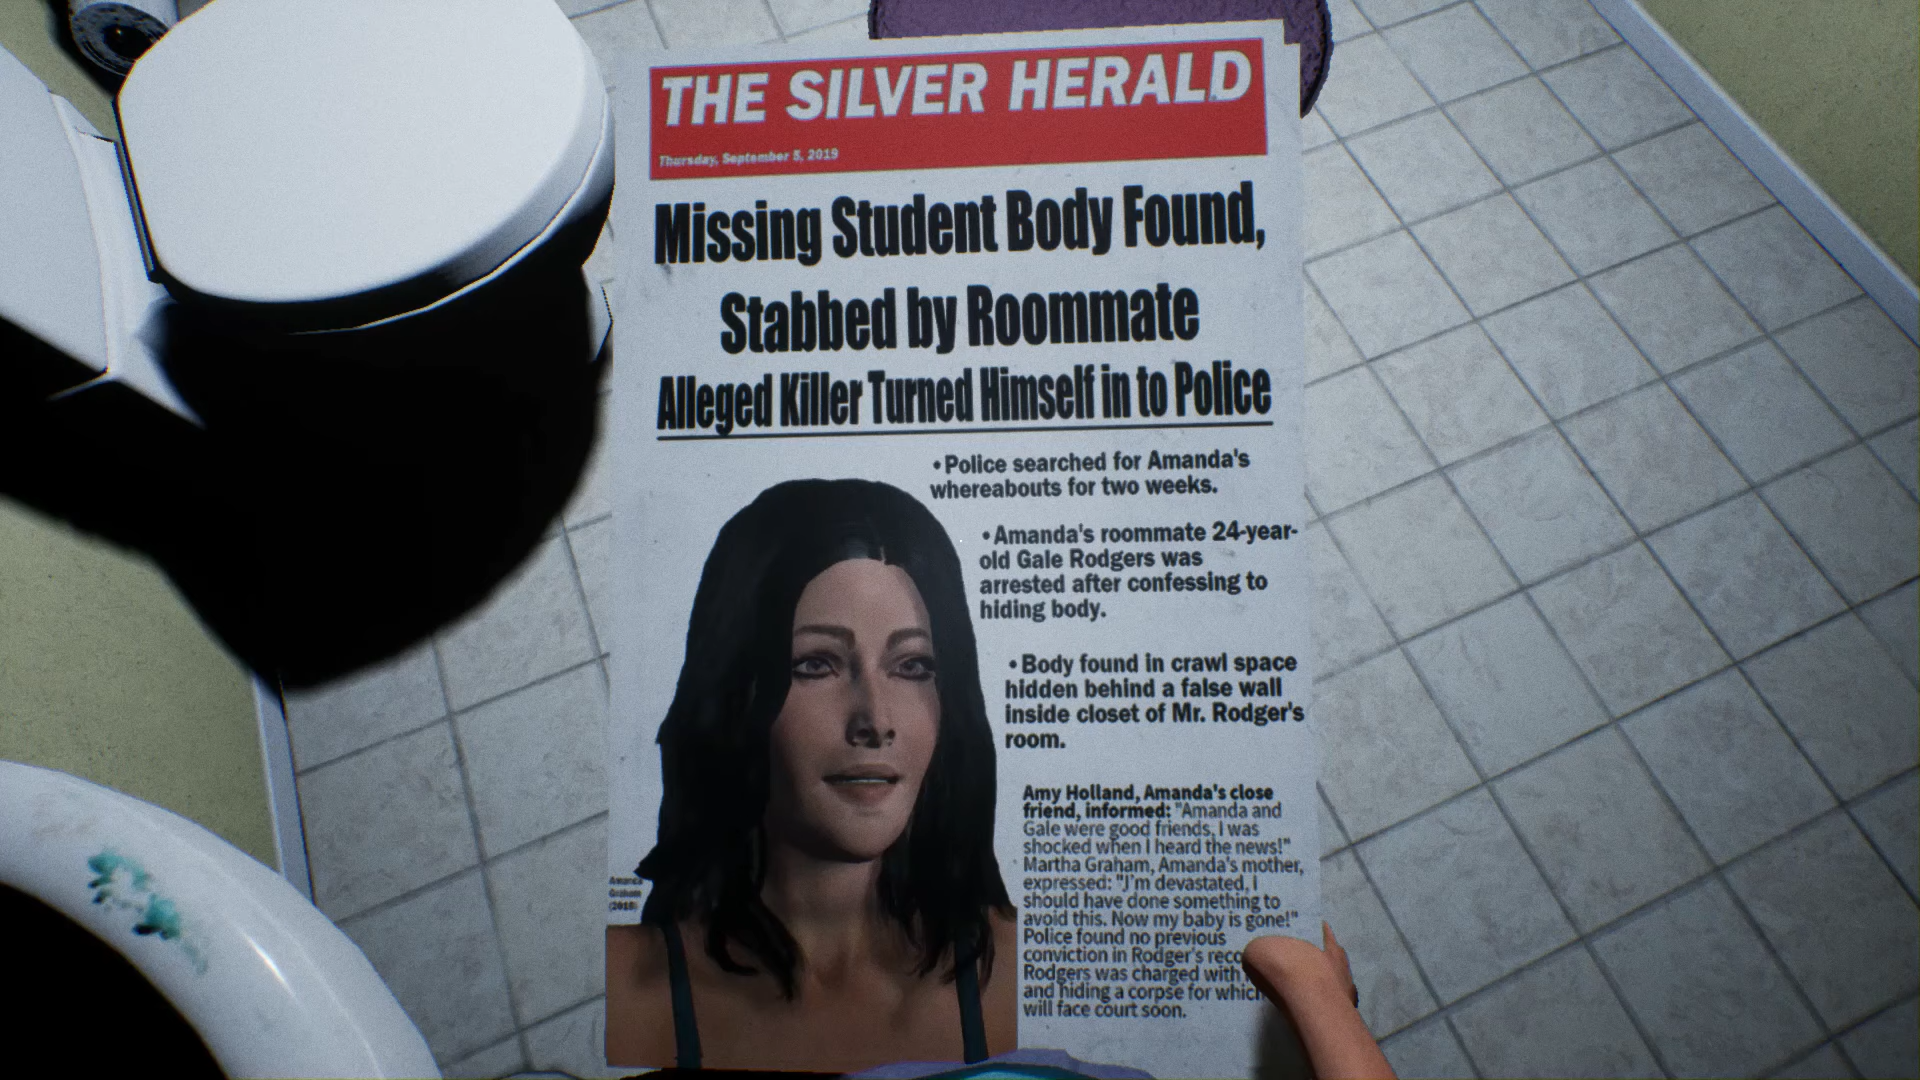 THE SILVER HERALD
Thursday, September 5, 2019
Missing Student Body Found,
Stabbed by Roommate
Alleged Killer Turned Himself in to Police
•Police searched for Amanda's
whereabouts for two weeks.
•Amanda's roommate 24-year-
old Gale Rodgers was
arrested after confessing to
hiding body.
•Body found in crawl space
hidden behind a false wall
inside closet of Mr. Rodger's
room.
Amy Holland, Amanda's close
friend, informed: "Amanda and
Gale were good friends, I was
shocked when I heard the news!"
Martha Graham, Amanda's mother,
expressed: "J'm devastated, I
should have done something to
avoid this. Now my baby is gone!"
Police found no previous
conviction in Rodger's reco
Rodgers was charged with
and hiding a corpse for which
will face court soon.
Amanda
Graham
(2018)